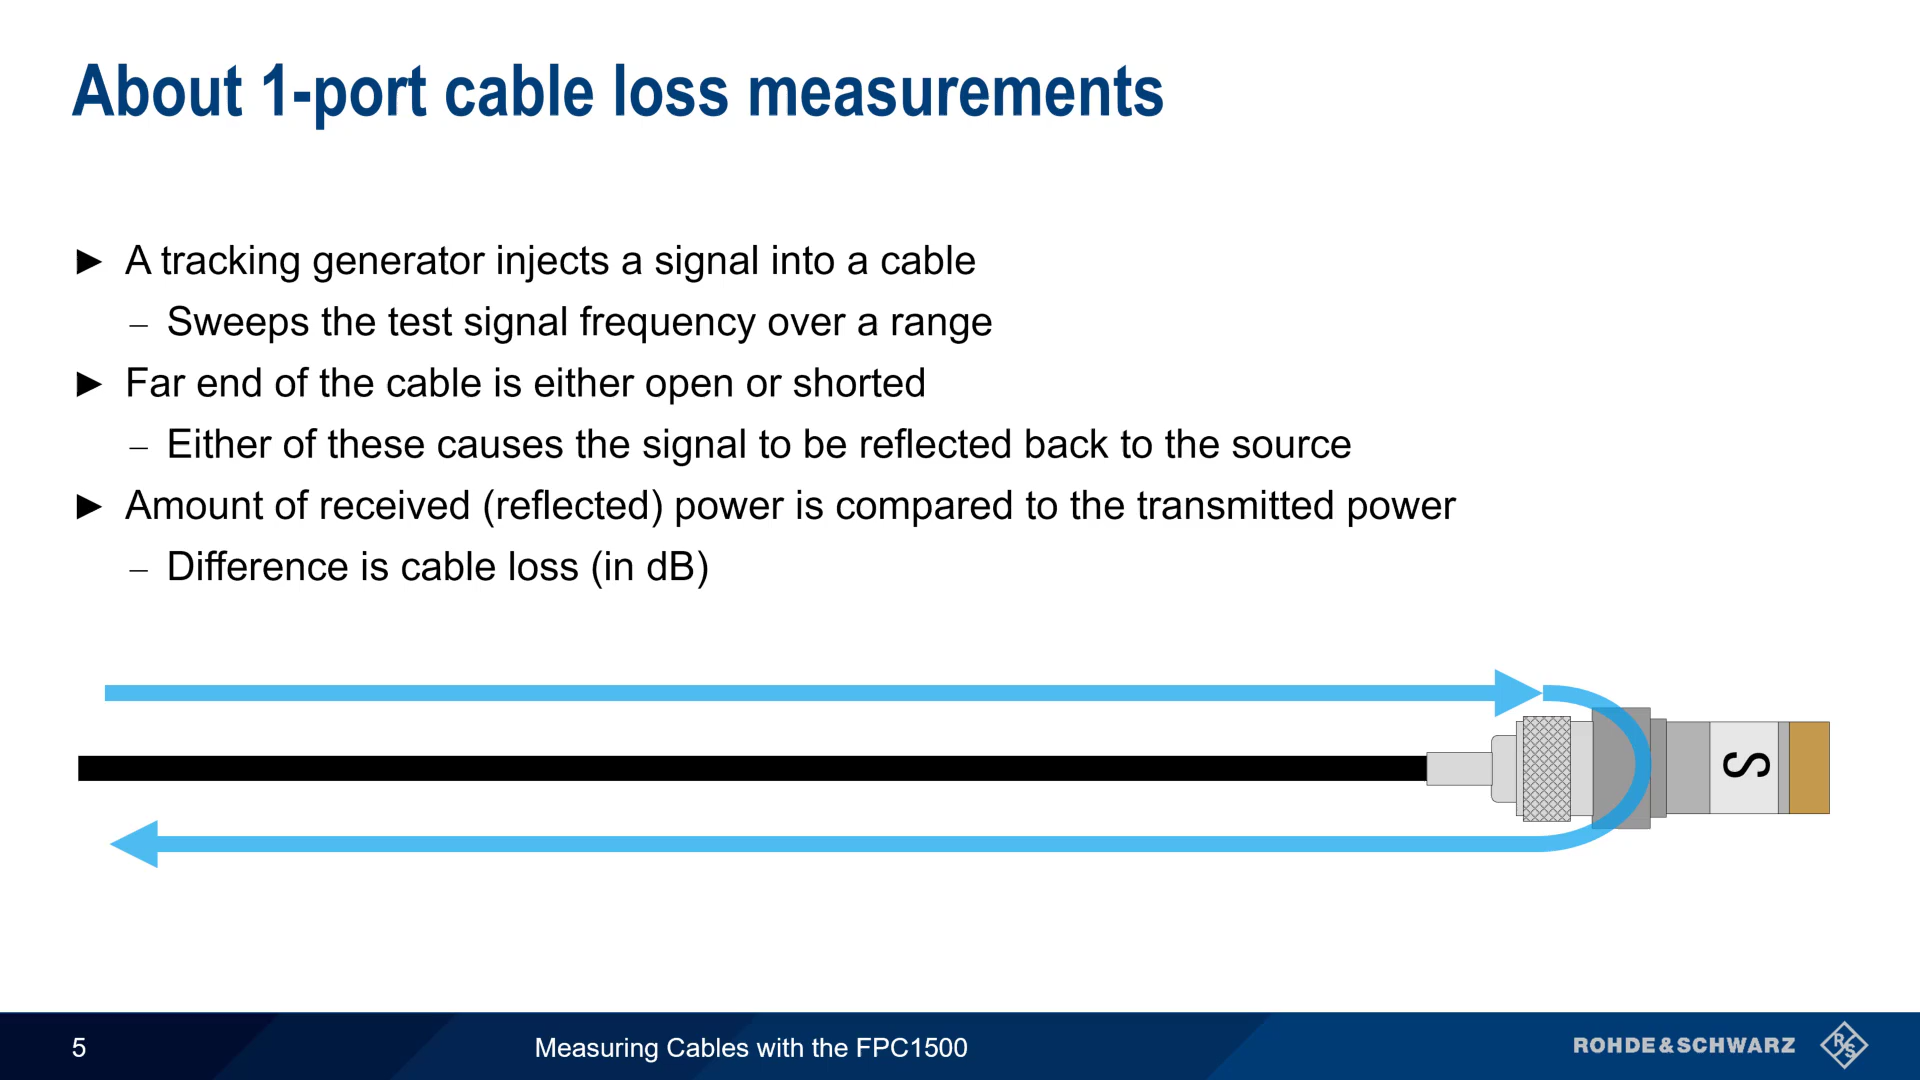 About 1-port cable loss measurements
► A tracking generator injects a signal into a cable
– Sweeps the test signal frequency over a range
► Far end of the cable is either open or shorted
– Either of these causes the signal to be reflected back to the source
► Amount of received (reflected) power is compared to the transmitted power
– Difference is cable loss (in dB)
S
5
Measuring Cables with the FPC1500
ROHDE&SCHWARZ
R&S